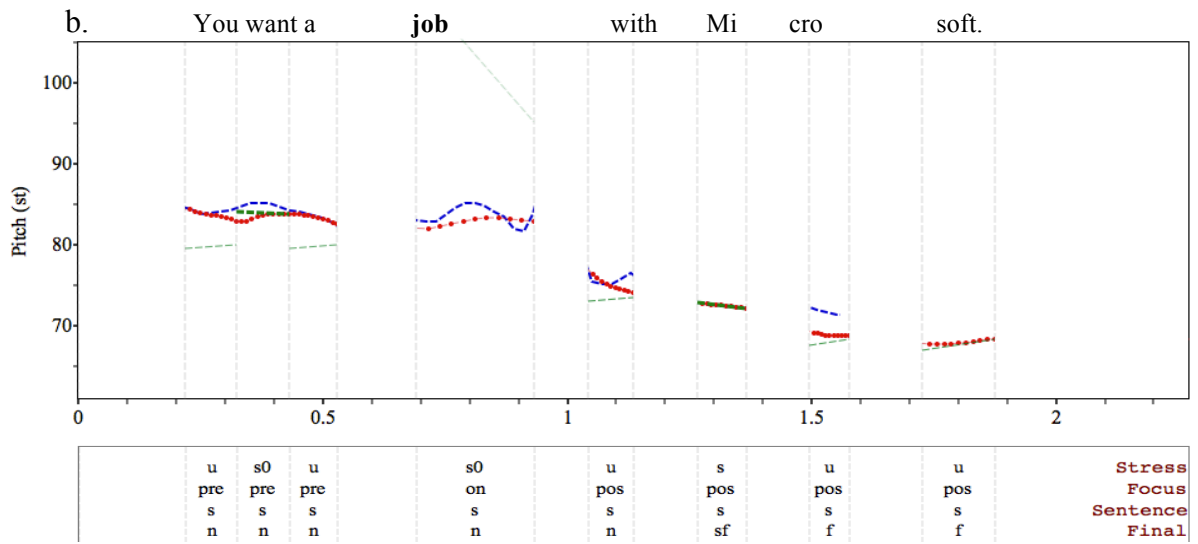 b. You want a job with Mi cro soft.
100
90
80
70
Pitch (st)
0 0.5 1 1.5 2
u s0 u s0 u s u u Stress
pre pre pre on pos pos pos pos Focus
s s s s s s s s Sentence
n n n n n sf f f Final